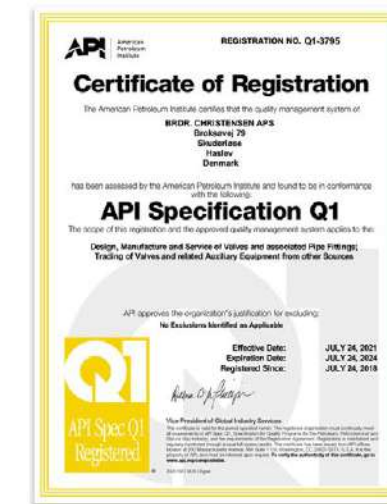 API
American
Petroleum
Institute
REGISTRATION NO. Q1-3795
Certificate of Registration
The American Petroleum Institute certifies that the quality management system of
BRDR. CHRISTENSEN APS
Broksøvej 79
Skuderløse
Haslev
Denmark
has been assessed by the American Petroleum Institute and found to be in conformance
with the following:
API Specification Q1
The scope of this registration and the approved quality management system applies to the:
Design, Manufacture and Service of Valves and associated Pipe Fittings;
Trading of Valves and related Auxiliary Equipment from other Sources
API approves the organization's justification for excluding:
No Exclusions Identified as Applicable
Effective Date: JULY 24, 2021
Expiration Date: JULY 24, 2024
Registered Since: JULY 24, 2018
Q1
API Spec Q1
Registered
Vice President of Global Industry Services